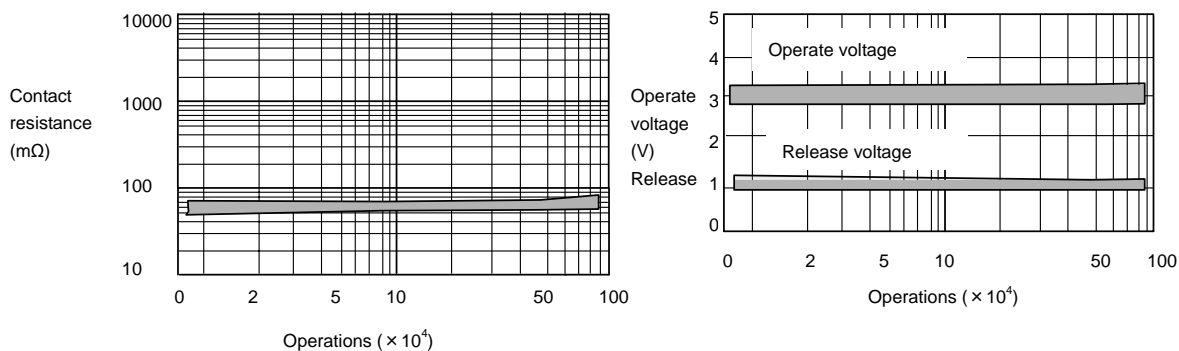 10000
1000
100
10
Contact
resistance
(mΩ)
0 2 5 10 50 100
Operations ( × 10⁴)
5
4
3
2
1
0
Operate
voltage
(V)
Release
Operate voltage
Release voltage
0 2 5 10 50 100
Operations ( × 10⁴)